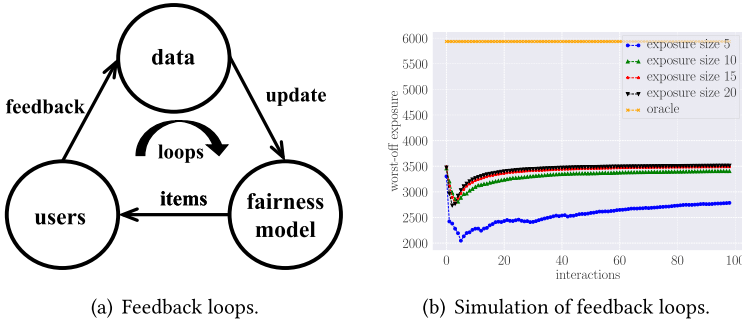 data
feedback
update
loops
users
items
fairness
model
(a) Feedback loops.
worst-off exposure
6000
5500
5000
4500
4000
3500
3000
2500
2000
0
20
40
60
80
100
interactions
exposure size 5
exposure size 10
exposure size 15
exposure size 20
oracle
(b) Simulation of feedback loops.